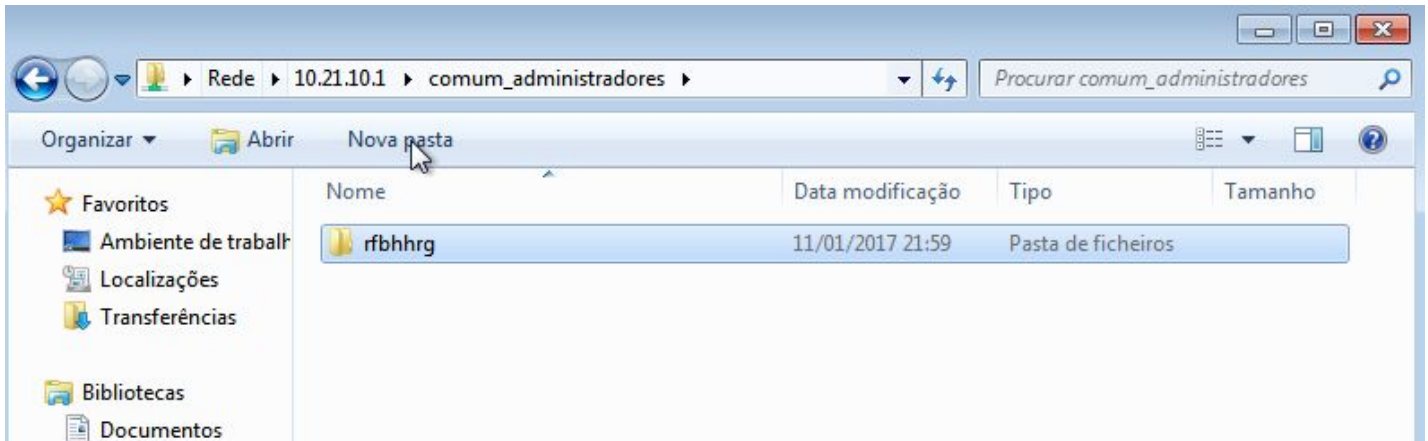 Rede 10.21.10.1 comum_administradores Procurar comum_administradores
Organizar Abrir Nova pasta
Favoritos
Ambiente de trabalh
Localizações
Transferências
Bibliotecas
Documentos
Nome Data modificação Tipo Tamanho
rfbhhrg 11/01/2017 21:59 Pasta de ficheiros